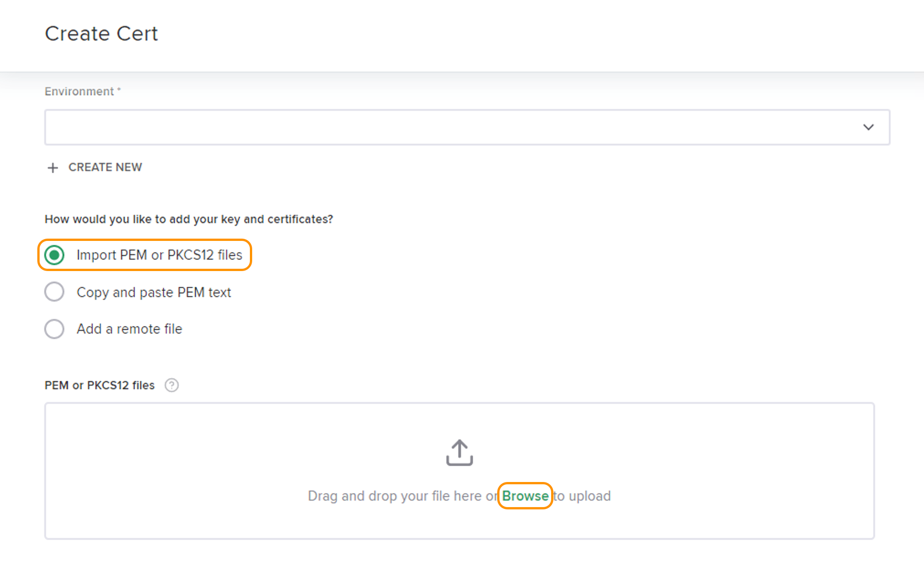 Create Cert
Environment *
+ CREATE NEW
How would you like to add your key and certificates?
Import PEM or PKCS12 files
Copy and paste PEM text
Add a remote file
PEM or PKCS12 files ?
Drag and drop your file here or Browse to upload